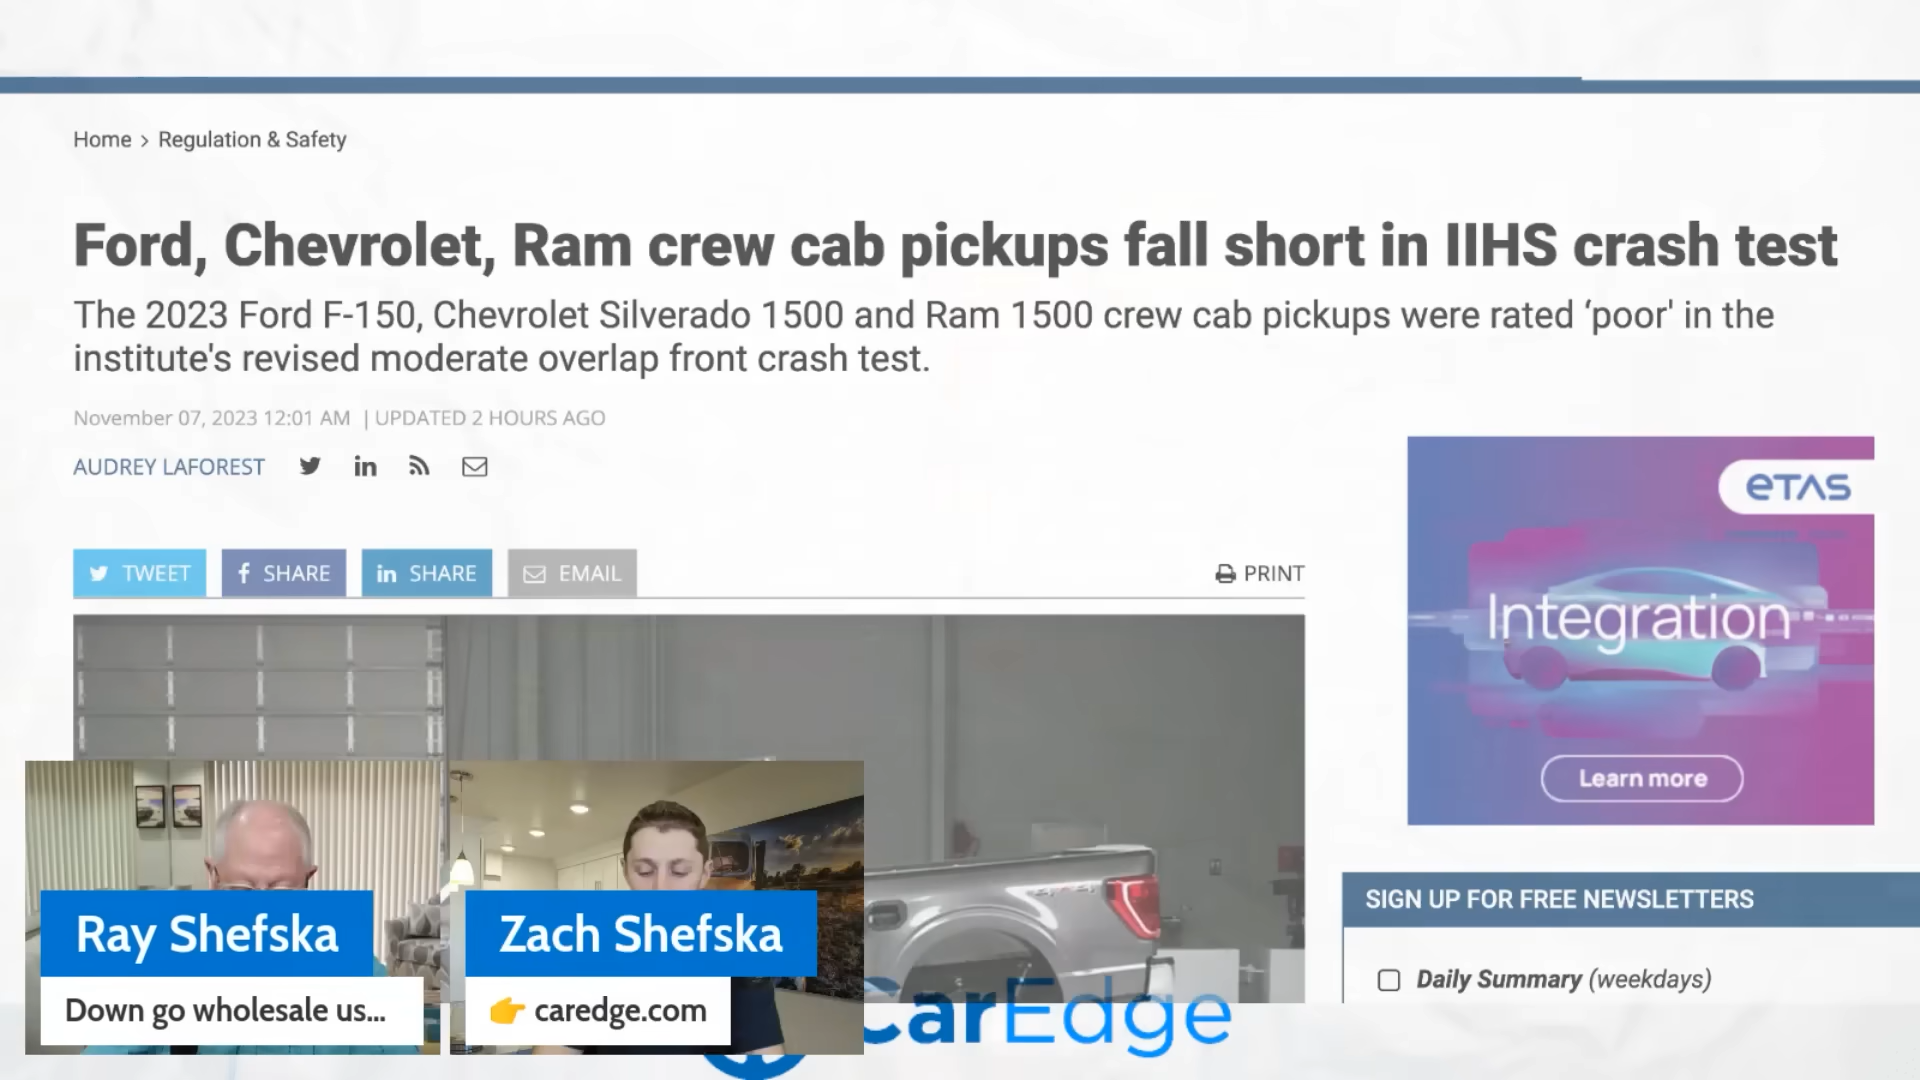 Home > Regulation & Safety
Ford, Chevrolet, Ram crew cab pickups fall short in IIHS crash test
The 2023 Ford F-150, Chevrolet Silverado 1500 and Ram 1500 crew cab pickups were rated ‘poor' in the
institute's revised moderate overlap front crash test.
November 07, 2023 12:01 AM | UPDATED 2 HOURS AGO
AUDREY LAFOREST
TWEET
SHARE
SHARE
EMAIL
PRINT
eTAS
Integration
Learn more
SIGN UP FOR FREE NEWSLETTERS
Daily Summary (weekdays)
Ray Shefska
Down go wholesale us...
Zach Shefska
👉 caredge.com
CarEdge